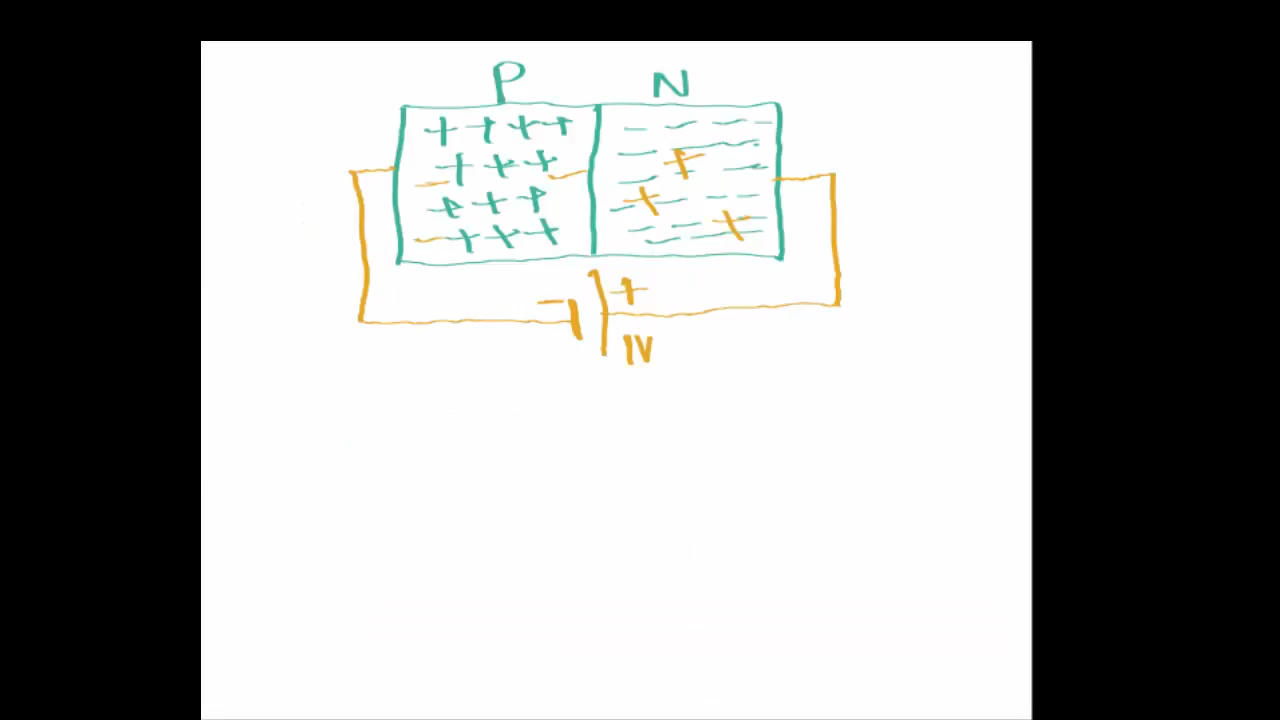 P N
+ + + +
+ + +
+ + +
+ + +
- +
1V